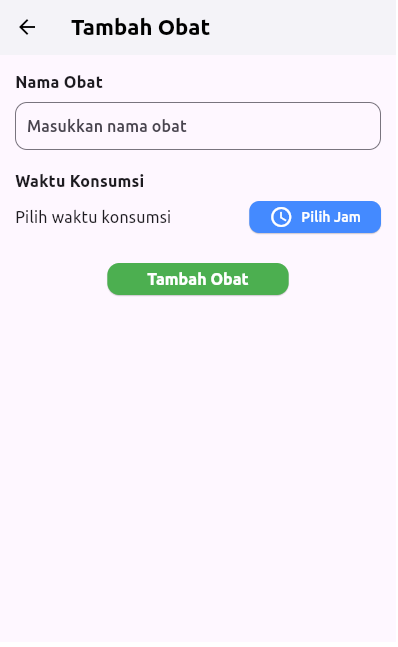 Tambah Obat
Nama Obat
Masukkan nama obat
Waktu Konsumsi
Pilih waktu konsumsi
Pilih Jam
Tambah Obat